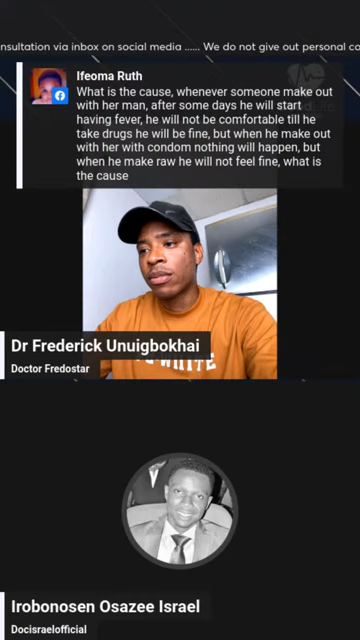 nsultation via inbox on social media ...... We do not give out personal co
Ifeoma Ruth
What is the cause, whenever someone make out
with her man, after some days he will start
having fever, he will not be comfortable till he
take drugs he will be fine, but when he make out
with her with condom nothing will happen, but
when he make raw he will not feel fine, what is
the cause
WHITE
Dr Frederick Unuigbokhai
Doctor Fredostar
Irobonosen Osazee Israel
Docisraelofficial